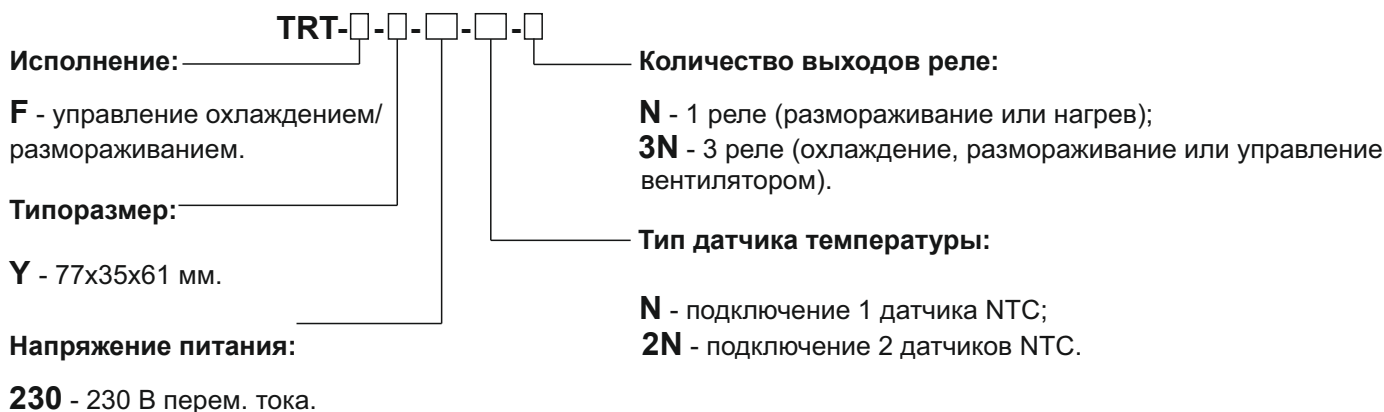 TRT-□-□-□-□-□
Исполнение:
F - управление охлаждением/
размораживанием.
Типоразмер:
Y - 77х35х61 мм.
Напряжение питания:
230 - 230 В перем. тока.
Количество выходов реле:
N - 1 реле (размораживание или нагрев);
3N - 3 реле (охлаждение, размораживание или управление
вентилятором).
Тип датчика температуры:
N - подключение 1 датчика NTC;
2N - подключение 2 датчиков NTC.